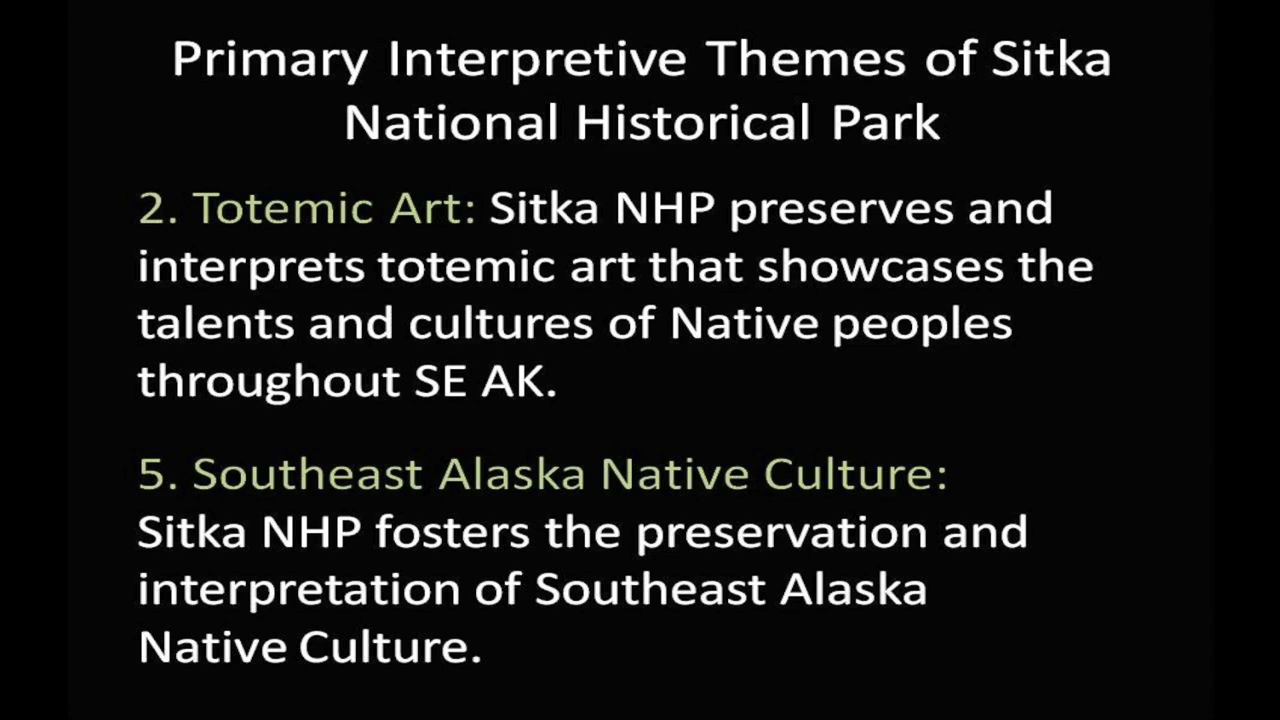 Primary Interpretive Themes of Sitka
National Historical Park
2. Totemic Art: Sitka NHP preserves and
interprets totemic art that showcases the
talents and cultures of Native peoples
throughout SE AK.
5. Southeast Alaska Native Culture:
Sitka NHP fosters the preservation and
interpretation of Southeast Alaska
Native Culture.